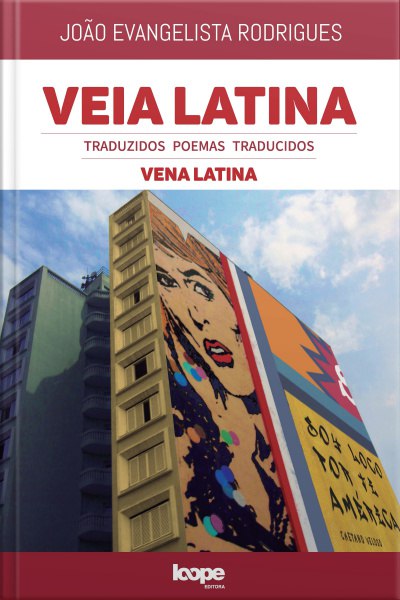 JOÃO EVANGELISTA RODRIGUES
VEIA LATINA
TRADUZIDOS POEMAS TRADUCIDOS
VENA LATINA
SOY LOCO
POR TI
AMÉRICA
CAETANO VELOSO
loope
EDITORA